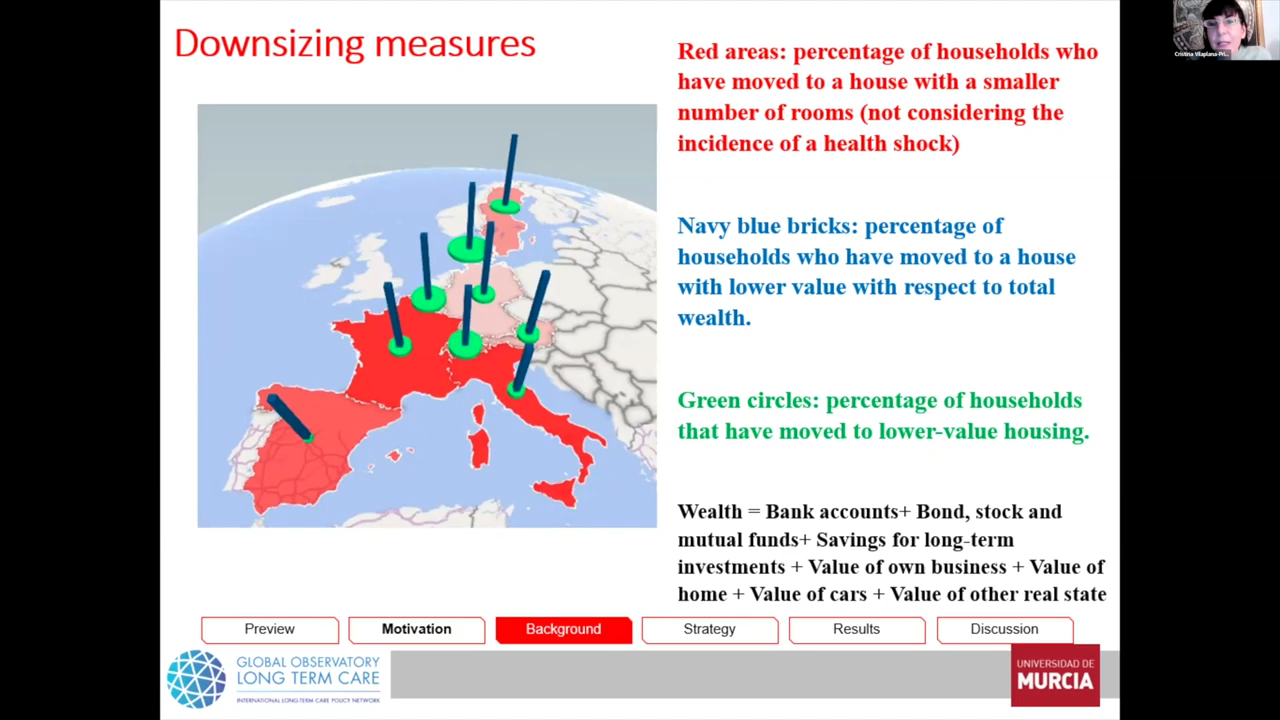 Downsizing measures
Red areas: percentage of households who
have moved to a house with a smaller
number of rooms (not considering the
incidence of a health shock)
Navy blue bricks: percentage of
households who have moved to a house
with lower value with respect to total
wealth.
Green circles: percentage of households
that have moved to lower-value housing.
Wealth = Bank accounts+ Bond, stock and
mutual funds+ Savings for long-term
investments + Value of own business + Value of
home + Value of cars + Value of other real state
Preview
Motivation
Background
Strategy
Results
Discussion
GLOBAL OBSERVATORY
LONG TERM CARE
INTERNATIONAL LONG-TERM CARE POLICY NETWORK
UNIVERSIDAD DE
MURCIA
Cristina Vilaplana-Pri...